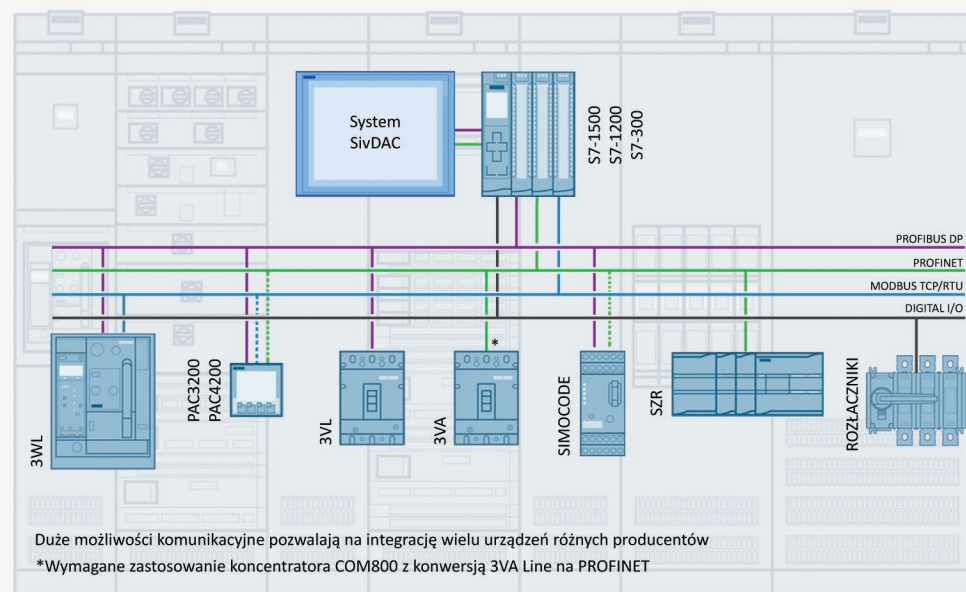 System
SivDAC
S7-1500
S7-1200
S7-300
PROFIBUS DP
PROFINET
MODBUS TCP/RTU
DIGITAL I/O
3WL
PAC3200
PAC4200
3VL
3VA
*
SIMOCODE
SZR
ROZŁACZNIKI
Duże możliwości komunikacyjne pozwalają na integrację wielu urządzeń różnych producentów
*Wymagane zastosowanie koncentratora COM800 z konwersją 3VA Line na PROFINET